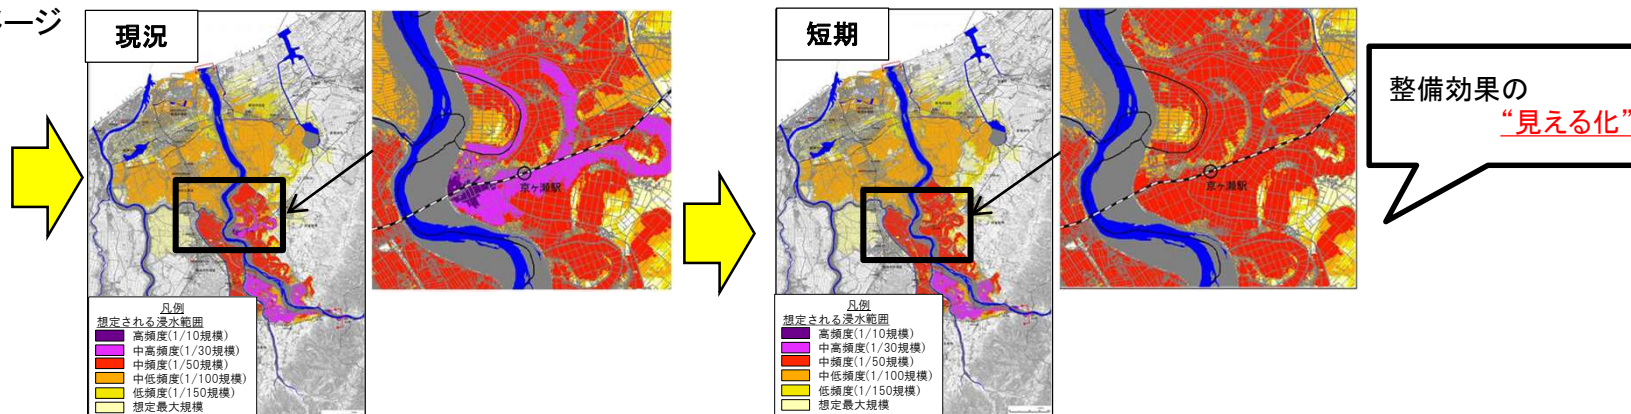 ページ
現況
京ヶ瀬駅
凡例
想定される浸水範囲
高頻度(1/10規模)
中高頻度(1/30規模)
中頻度(1/50規模)
中低頻度(1/100規模)
低頻度(1/150規模)
想定最大規模
短期
京ヶ瀬駅
凡例
想定される浸水範囲
高頻度(1/10規模)
中高頻度(1/30規模)
中頻度(1/50規模)
中低頻度(1/100規模)
低頻度(1/150規模)
想定最大規模
整備効果の
“見える化”